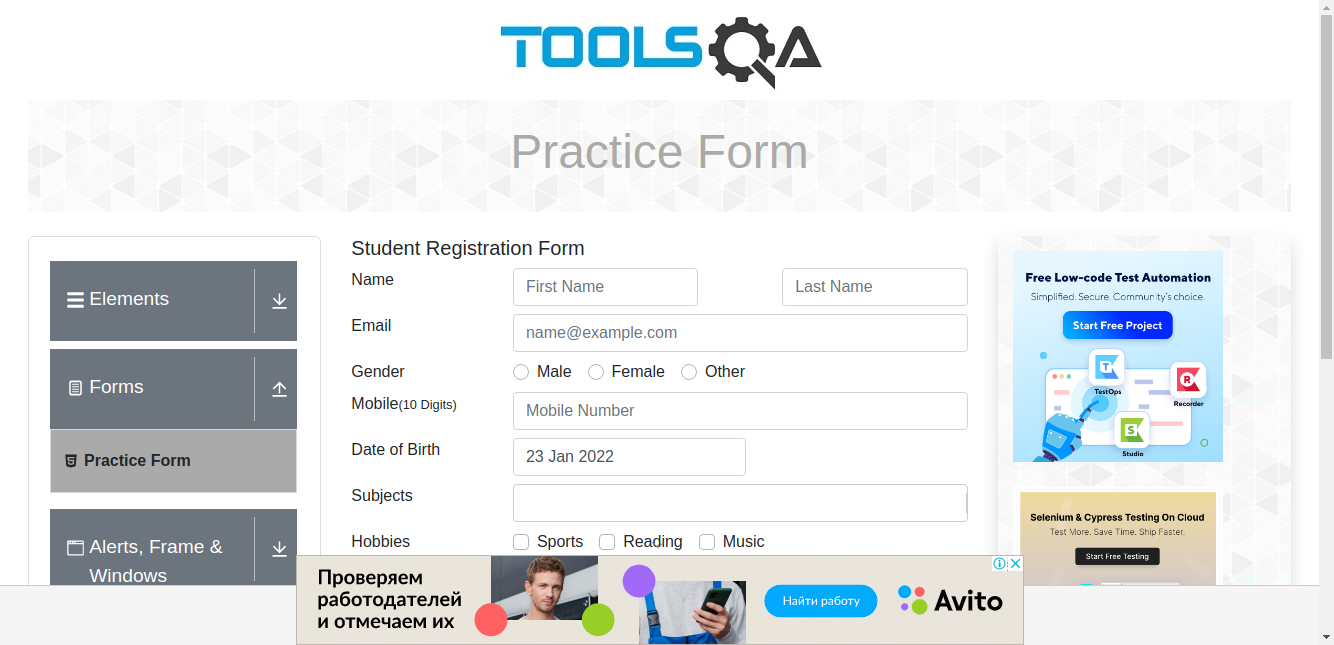 TOOLSQA
Practice Form
Elements
Forms
Practice Form
Alerts, Frame &
Windows
Student Registration Form
Name
First Name
Last Name
Email
name@example.com
Gender
Male
Female
Other
Mobile(10 Digits)
Mobile Number
Date of Birth
23 Jan 2022
Subjects
Hobbies
Sports
Reading
Music
Free Low-code Test Automation
Simplified. Secure. Community's choice.
Start Free Project
T
TestOps
R
Recorder
S
Studio
Selenium & Cypress Testing On Cloud
Test More. Save Time. Ship Faster.
Start Free Testing
Проверяем
работодателей
и отмечаем их
Найти работу
Avito